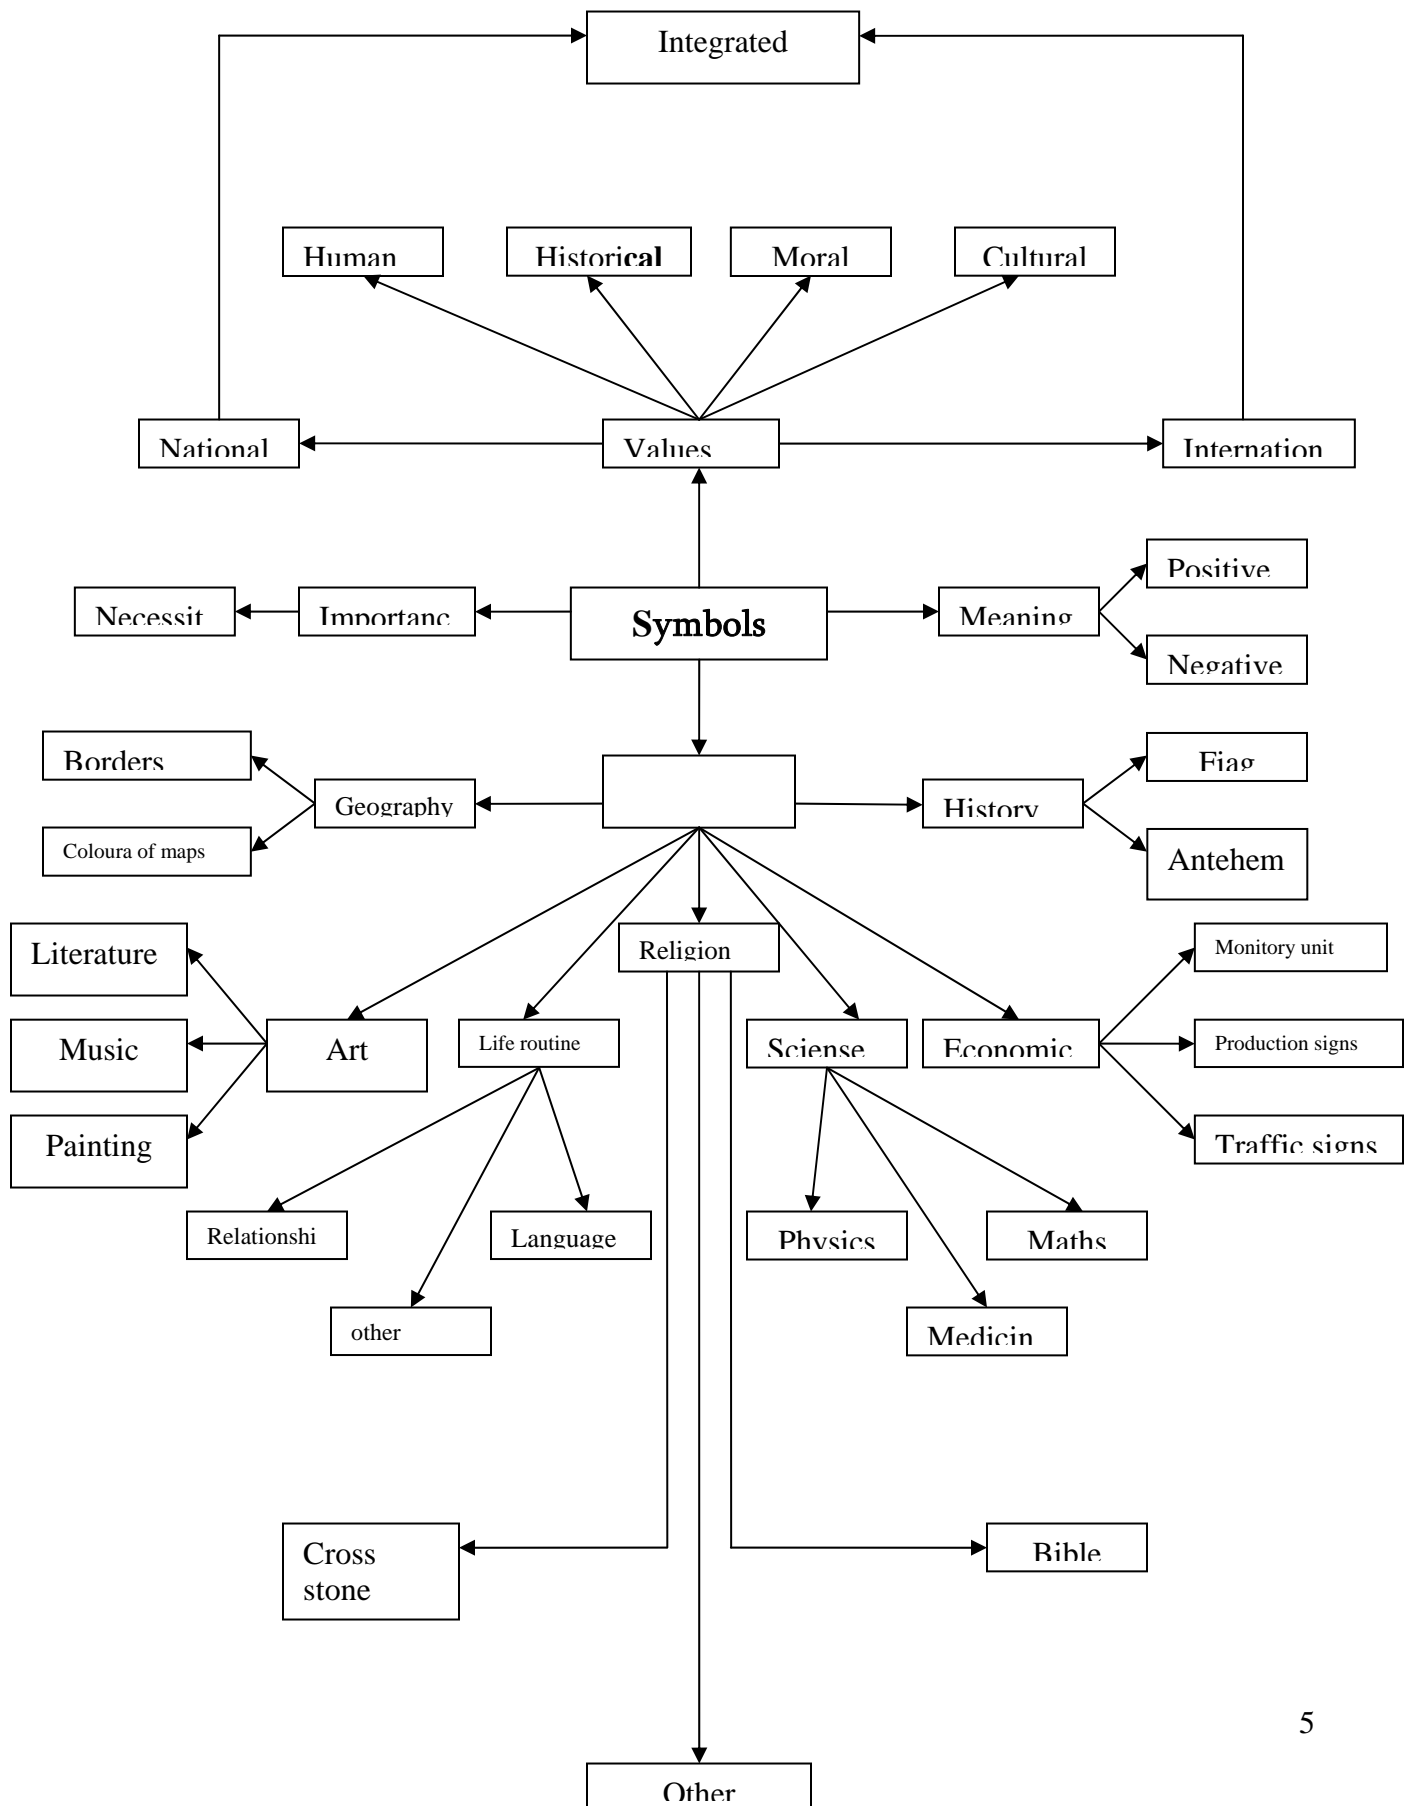 Integrated
Human
Historical
Moral
Cultural
National
Values
Internation
Positive
Necessit
Importanc
Symbols
Meaning
Negative
Borders
Fiag
Geography
History
Coloura of maps
Antehem
Literature
Religion
Monitory unit
Music
Art
Life routine
Sciense
Economic
Production signs
Painting
Traffic signs
Relationshi
Language
Physics
Maths
other
Medicin
Cross
stone
Bible
5
Other